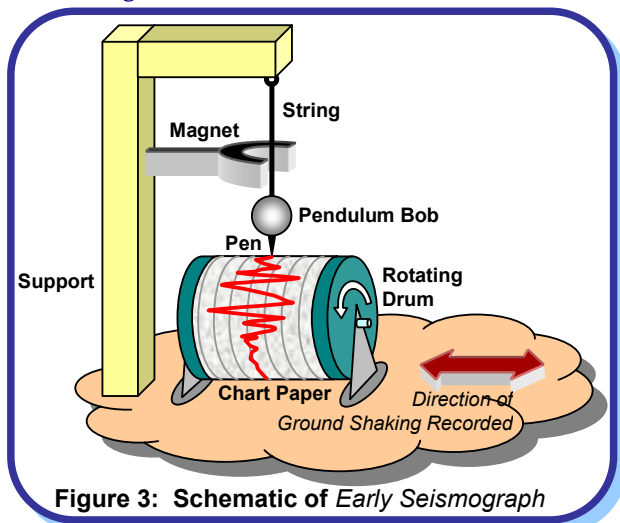 String
Magnet
Pendulum Bob
Pen
Support
Rotating
Drum
Chart Paper
Direction of
Ground Shaking Recorded
Figure 3: Schematic of Early Seismograph